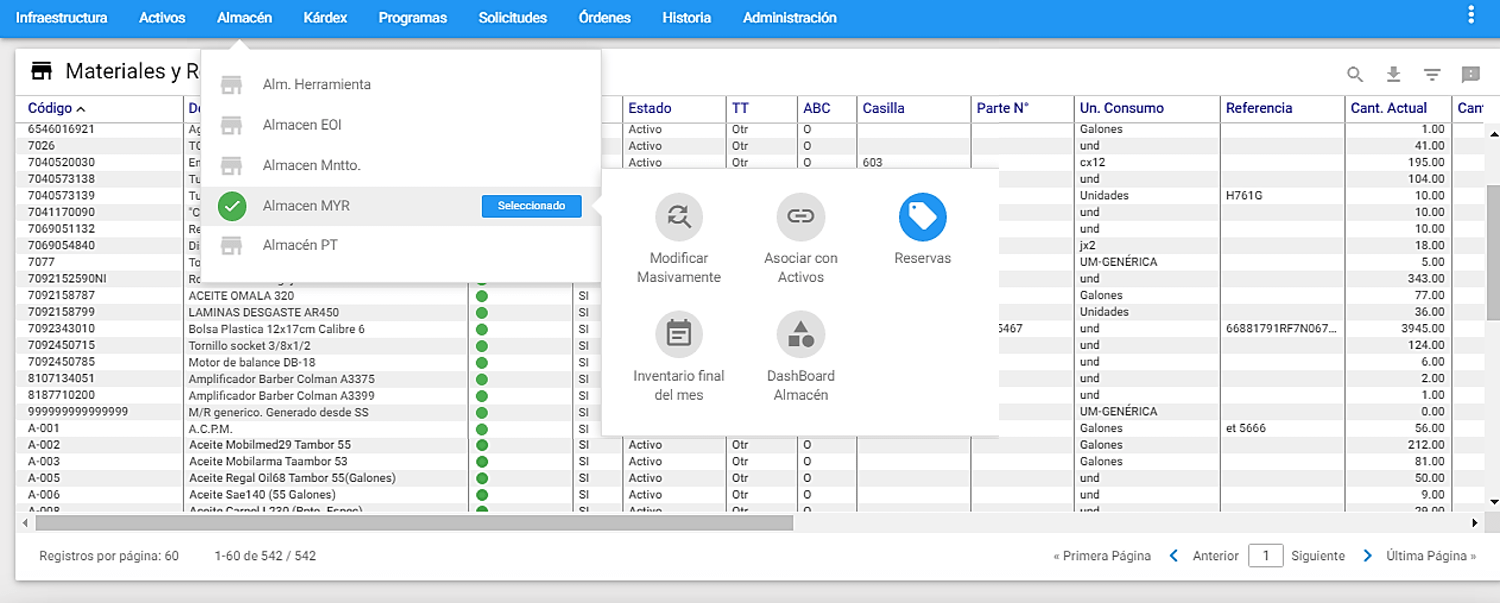 Infraestructura Activos Almacén Kárdex Programas Solicitudes Órdenes Historia Administración
Materiales y R
Alm. Herramienta
Almacen EOI
Almacen Mntto.
Almacen MYR Seleccionado
Almacén PT
Modificar Masivamente
Asociar con Activos
Reservas
Inventario final del mes
DashBoard Almacén
Código Estado TT ABC Casilla Parte N° Un. Consumo Referencia Cant. Actual Cant
6546016921 Activo Otr O Galones 1.00
7026 Activo Otr O und 41.00
7040520030 Activo Otr O 603 cx12 195.00
7040573138 und 104.00
7040573139 Unidades H761G 10.00
7041170090 und 10.00
7069051132 und 10.00
7069054840 jx2 18.00
7077 UM-GENÉRICA 5.00
7092152590NI und 343.00
7092158787 ACEITE OMALA 320 SI Galones 77.00
7092158799 LAMINAS DESGASTE AR450 SI Unidades 36.00
7092343010 Bolsa Plastica 12x17cm Calibre 6 SI 5467 und 66881791RF7N067... 3945.00
7092450715 Tornillo socket 3/8x1/2 SI und 124.00
7092450785 Motor de balance DB-18 SI und 6.00
8107134051 Amplificador Barber Colman A3375 SI und 2.00
8187710200 Amplificador Barber Colman A3399 SI und 1.00
999999999999999 M/R generico. Generado desde SS SI UM-GENÉRICA 0.00
A-001 A.C.P.M. SI Galones et 5666 56.00
A-002 Aceite Mobilmed29 Tambor 55 SI Activo Otr O Galones 212.00
A-003 Aceite Mobilarma Taambor 53 SI Activo Otr O Galones 81.00
A-005 Aceite Regal Oil68 Tambor 55(Galones) SI Activo Otr O und 50.00
A-006 Aceite Sae140 (55 Galones) SI Activo Otr O und 9.00
A-008 Aceite Carpel L230 (Ppto. Espec) SI Activo Otr O und 29.00
Registros por página: 60 1-60 de 542 / 542 « Primera Página Anterior 1 Siguiente Última Página »